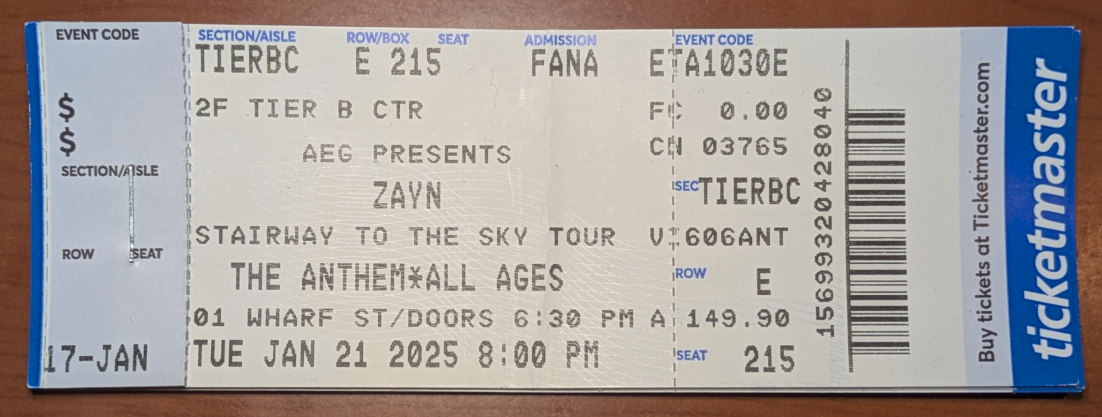 EVENT CODE
$
$
SECTION/AISLE
ROW SEAT
17-JAN
SECTION/AISLE ROW/BOX SEAT ADMISSION EVENT CODE
TIERBC E 215 FANA ETA1030E
2F TIER B CTR FC 0.00
AEG PRESENTS CN 03765
ZAYN SEC TIERBC
STAIRWAY TO THE SKY TOUR V 606ANT
THE ANTHEM*ALL AGES ROW E
901 WHARF ST/DOORS 6:30 PM A 149.90
TUE JAN 21 2025 8:00 PM SEAT 215
15699320428040
Buy tickets at Ticketmaster.com
ticketmaster